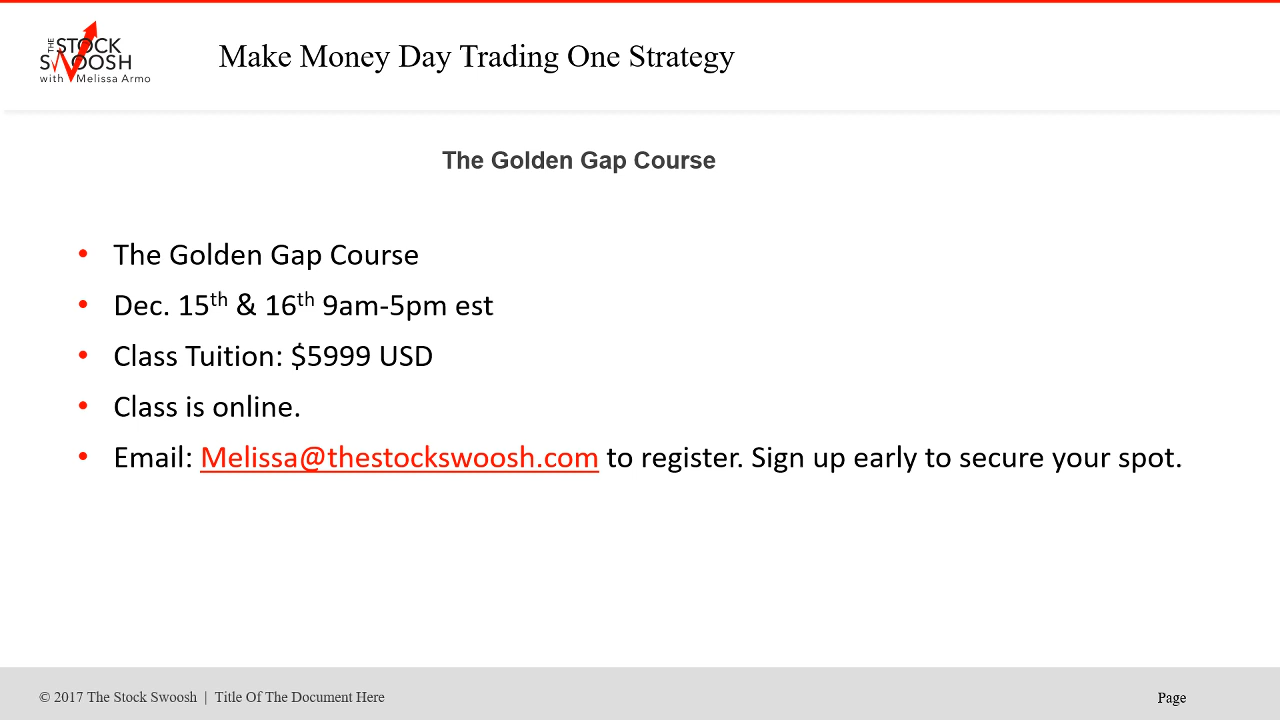 THE STOCK
SWOOSH
with Melissa Armo
Make Money Day Trading One Strategy
The Golden Gap Course
• The Golden Gap Course
• Dec. 15th & 16th 9am-5pm est
• Class Tuition: $5999 USD
• Class is online.
• Email: Melissa@thestockswoosh.com to register. Sign up early to secure your spot.
© 2017 The Stock Swoosh | Title Of The Document Here
Page